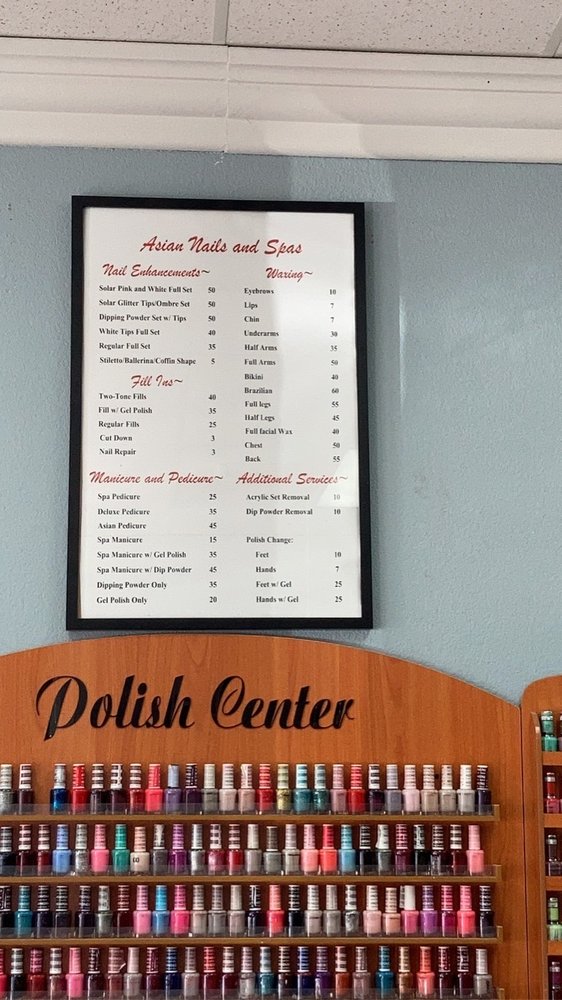 Asian Nails and Spas
Nail Enhancements~
Solar Pink and White Full Set 50
Solar Glitter Tips/Ombre Set 50
Dipping Powder Set w/ Tips 50
White Tips Full Set 40
Regular Full Set 35
Stiletto/Ballerina/Coffin Shape 5
Fill Ins~
Two-Tone Fills 40
Fill w/ Gel Polish 35
Regular Fills 25
Cut Down 3
Nail Repair 3
Manicure and Pedicure~
Spa Pedicure 25
Deluxe Pedicure 35
Asian Pedicure 45
Spa Manicure 15
Spa Manicure w/ Gel Polish 35
Spa Manicure w/ Dip Powder 45
Dipping Powder Only 35
Gel Polish Only 20
Waxing~
Eyebrows 10
Lips 7
Chin 7
Underarms 30
Half Arms 35
Full Arms 50
Bikini 40
Brazilian 60
Full legs 55
Half Legs 45
Full facial Wax 40
Chest 50
Back 55
Additional Services~
Acrylic Set Removal 10
Dip Powder Removal 10
Polish Change:
Feet 10
Hands 7
Feet w/ Gel 25
Hands w/ Gel 25
Polish Center